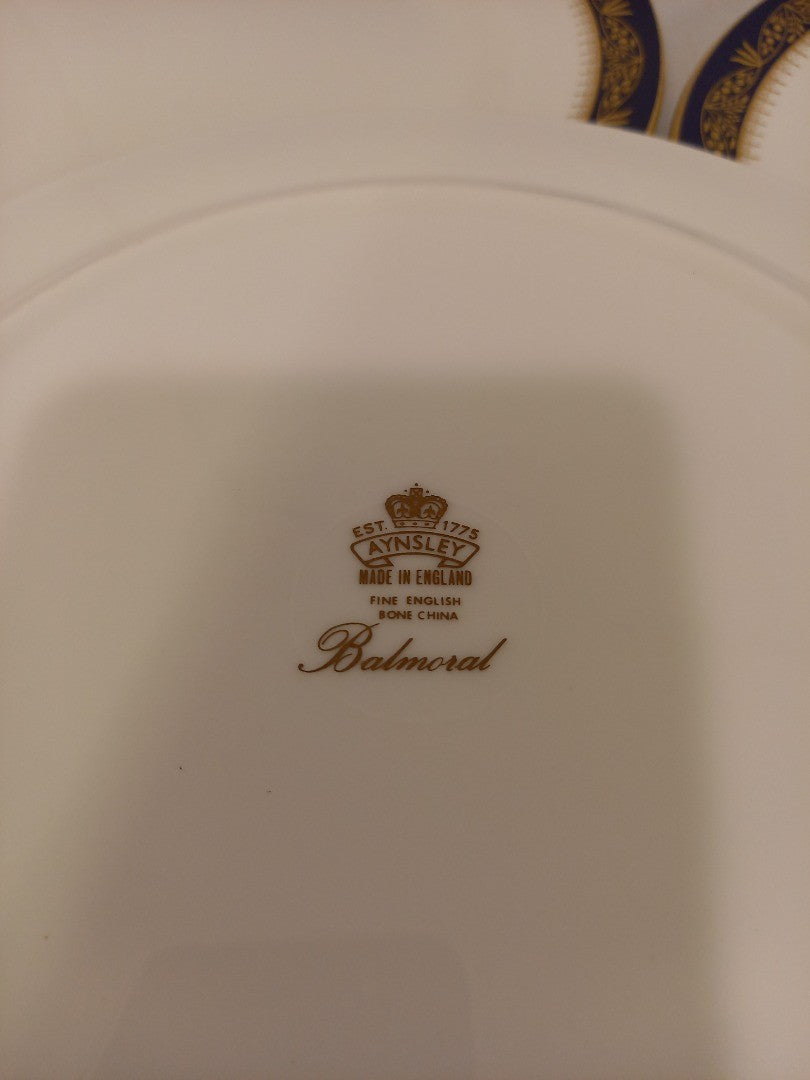 EST. 1775
AYNSLEY
MADE IN ENGLAND
FINE ENGLISH
BONE CHINA
Balmoral